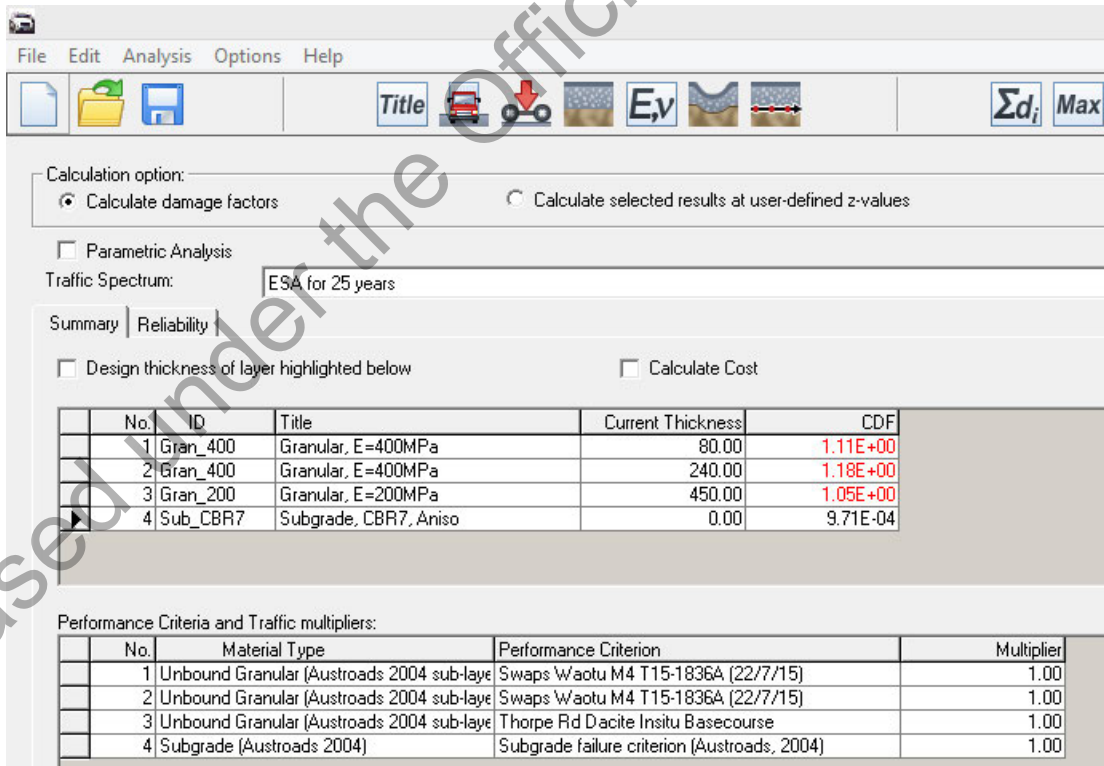 File Edit Analysis Options Help
Title E,ν Σdi Max
Calculation option:
Calculate damage factors Calculate selected results at user-defined z-values
Parametric Analysis
Traffic Spectrum: ESA for 25 years
Summary Reliability
Design thickness of layer highlighted below Calculate Cost
No. ID Title Current Thickness CDF
1 Gran_400 Granular, E=400MPa 80.00 1.11E+00
2 Gran_400 Granular, E=400MPa 240.00 1.18E+00
3 Gran_200 Granular, E=200MPa 450.00 1.05E+00
4 Sub_CBR7 Subgrade, CBR7, Aniso 0.00 9.71E-04
Performance Criteria and Traffic multipliers:
No. Material Type Performance Criterion Multiplier
1 Unbound Granular (Austroads 2004 sub-laye Swaps Waotu M4 T15-1836A (22/7/15) 1.00
2 Unbound Granular (Austroads 2004 sub-laye Swaps Waotu M4 T15-1836A (22/7/15) 1.00
3 Unbound Granular (Austroads 2004 sub-laye Thorpe Rd Dacite Insitu Basecourse 1.00
4 Subgrade (Austroads 2004) Subgrade failure criterion (Austroads, 2004) 1.00
ased under the Offic